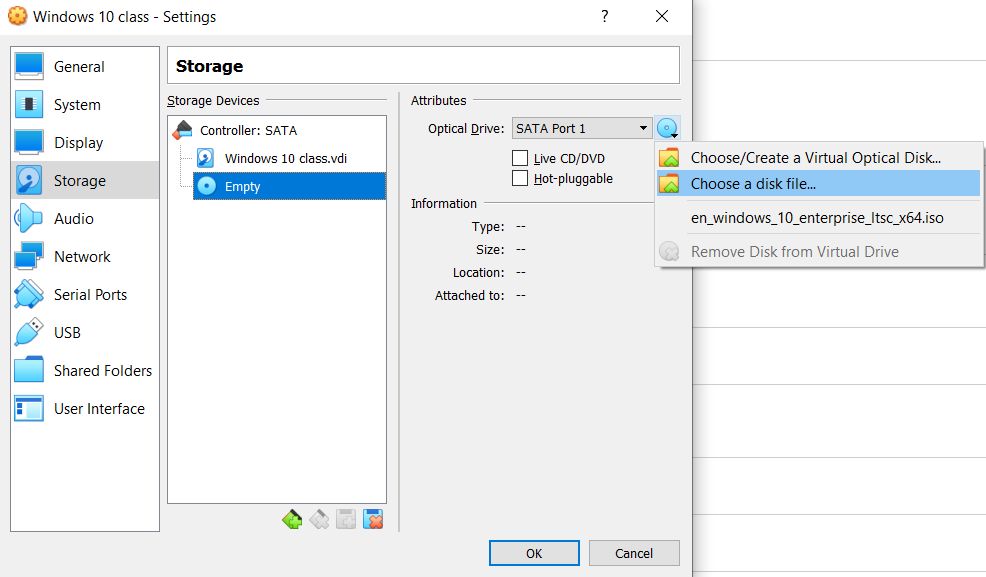 Windows 10 class - Settings
?
General
System
Display
Storage
Audio
Network
Serial Ports
USB
Shared Folders
User Interface
Storage
Storage Devices
Controller: SATA
Windows 10 class.vdi
Empty
Attributes
Optical Drive: SATA Port 1
Live CD/DVD
Hot-pluggable
Information
Type: --
Size: --
Location: --
Attached to: --
Choose/Create a Virtual Optical Disk...
Choose a disk file...
en_windows_10_enterprise_ltsc_x64.iso
Remove Disk from Virtual Drive
OK
Cancel